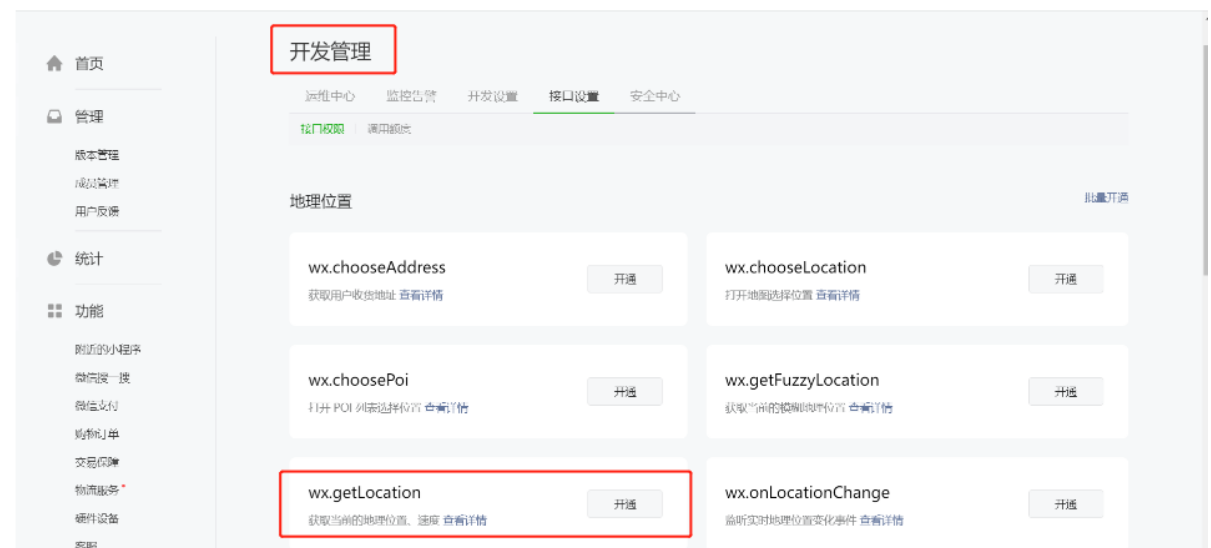 首页
管理
版本管理
成员管理
用户反馈
统计
功能
附近的小程序
微信搜一搜
微信支付
购物订单
交易保障
物流服务
硬件设备
客服
开发管理
运维中心 监控告警 开发设置 接口设置 安全中心
接口权限 调用额度
地理位置 批量开通
wx.chooseAddress
获取用户收货地址 查看详情
开通
wx.chooseLocation
打开地图选择位置 查看详情
开通
wx.choosePoi
打开 POI 列表选择位置 查看详情
开通
wx.getFuzzyLocation
获取当前的模糊地理位置 查看详情
开通
wx.getLocation
获取当前的地理位置、速度 查看详情
开通
wx.onLocationChange
监听实时地理位置变化事件 查看详情
开通